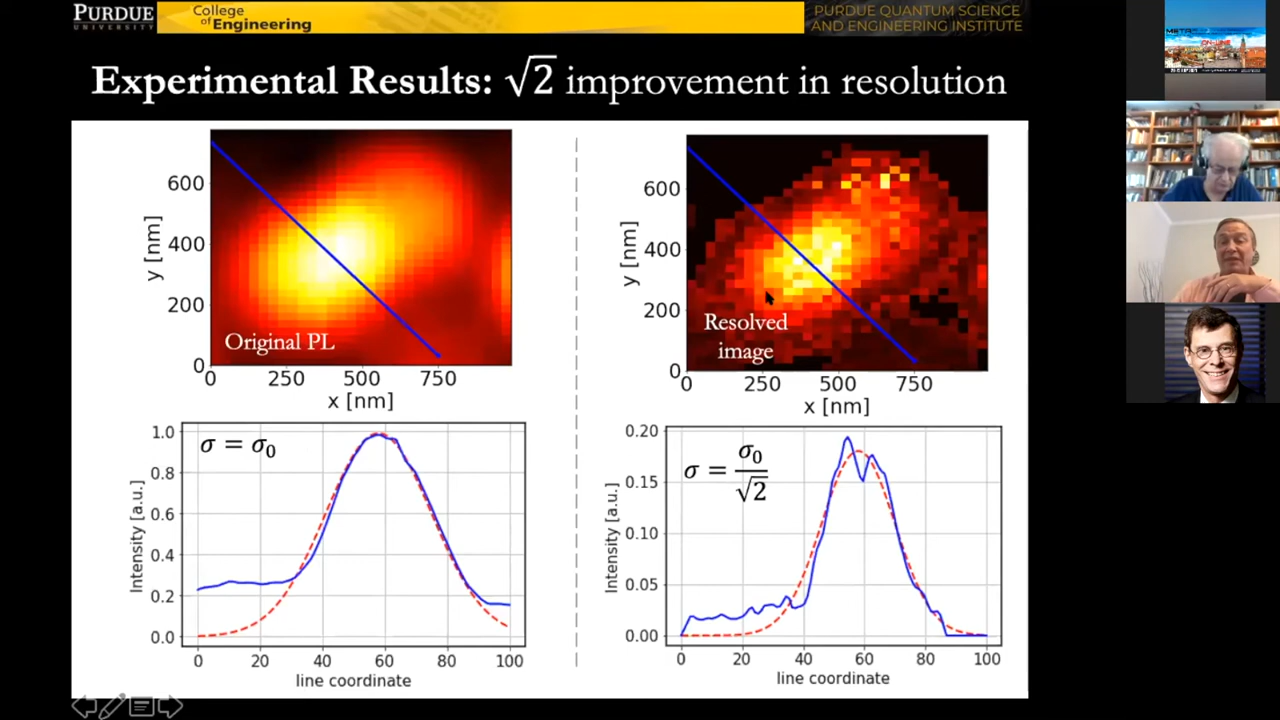 PURDUE
UNIVERSITY
College
of Engineering
PURDUE QUANTUM SCIENCE
AND ENGINEERING INSTITUTE
Experimental Results: √2 improvement in resolution
600
400
200
0
y [nm]
Original PL
0 250 500 750
x [nm]
600
400
200
0
y [nm]
Resolved
image
0 250 500 750
x [nm]
1.0
0.8
0.6
0.4
0.2
0.0
Intensity [a.u.]
σ = σ₀
0 20 40 60 80 100
line coordinate
0.20
0.15
0.10
0.05
0.00
Intensity [a.u.]
σ = σ₀/√2
0 20 40 60 80 100
line coordinate
META
ON-LINE